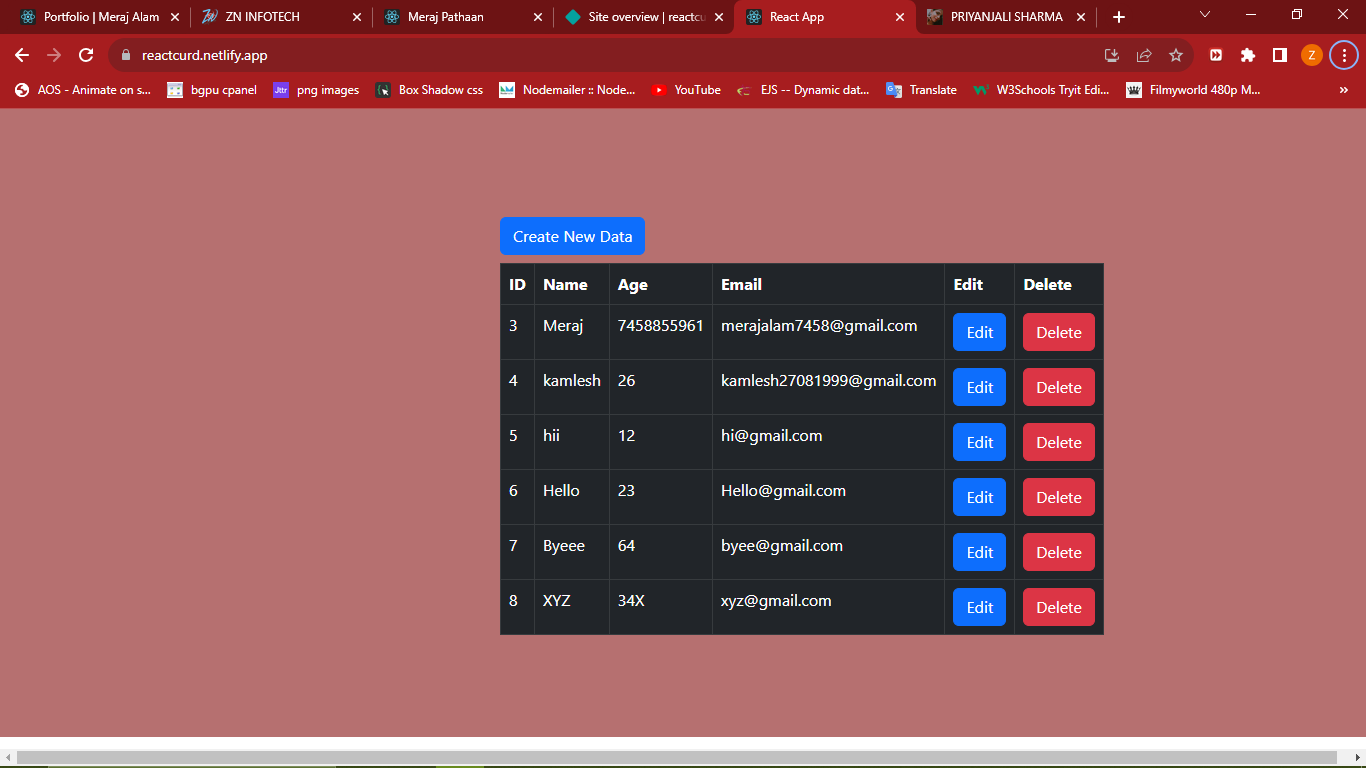 Portfolio | Meraj Alam
ZN INFOTECH
Meraj Pathaan
Site overview | reactcu
React App
PRIYANJALI SHARMA
reactcurd.netlify.app
Z
AOS - Animate on s...
bgpu cpanel
Jttr
png images
Box Shadow css
Nodemailer :: Node...
YouTube
EJS -- Dynamic dat...
Translate
W3Schools Tryit Edi...
Filmyworld 480p M...
Create New Data
ID Name Age Email Edit Delete
3 Meraj 7458855961 merajalam7458@gmail.com Edit Delete
4 kamlesh 26 kamlesh27081999@gmail.com Edit Delete
5 hii 12 hi@gmail.com Edit Delete
6 Hello 23 Hello@gmail.com Edit Delete
7 Byeee 64 byee@gmail.com Edit Delete
8 XYZ 34X xyz@gmail.com Edit Delete